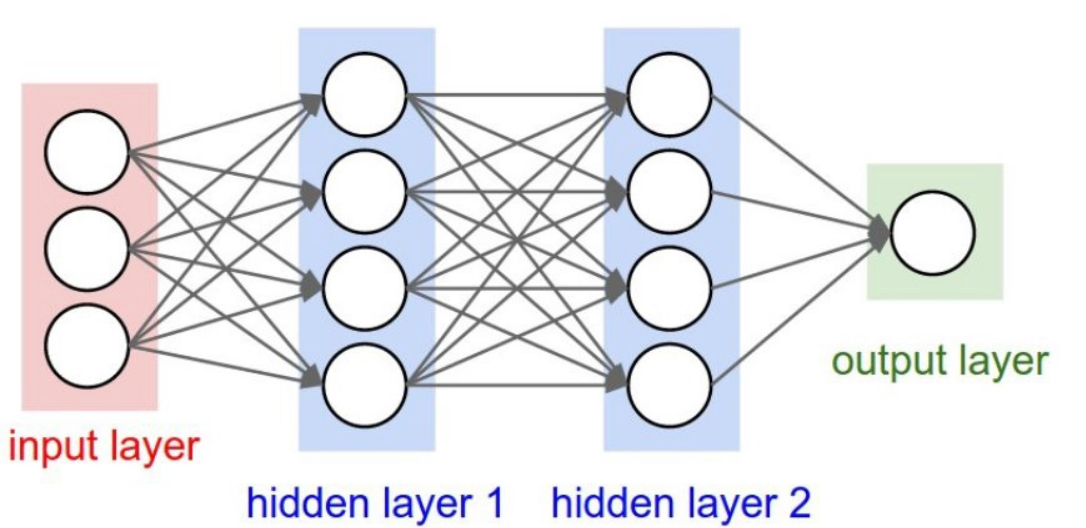 input layer
hidden layer 1
hidden layer 2
output layer